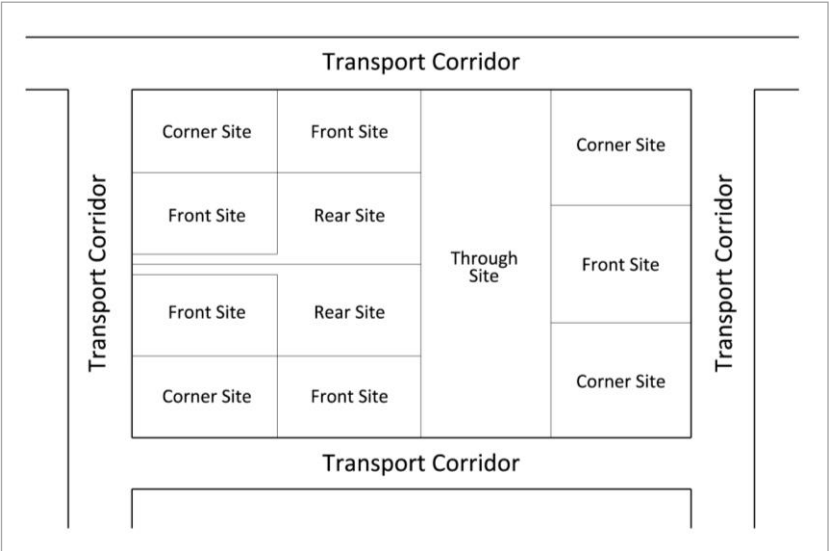 Transport Corridor
Corner Site
Front Site
Corner Site
Transport Corridor
Front Site
Rear Site
Through
Site
Front Site
Transport Corridor
Front Site
Rear Site
Corner Site
Front Site
Corner Site
Transport Corridor